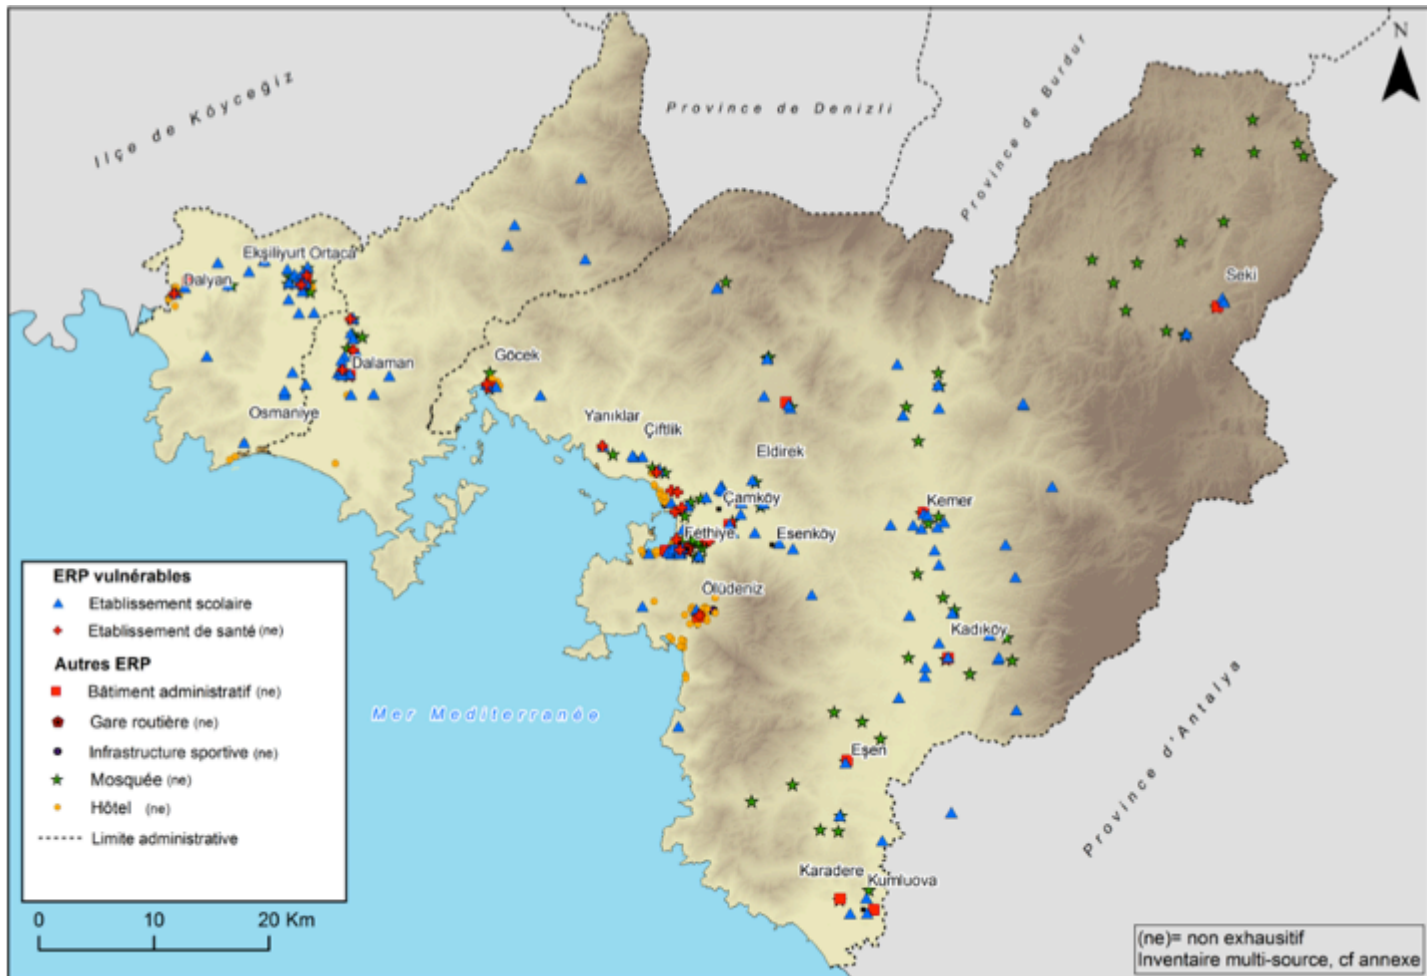 N
Ilçe de Köyceğiz
Province de Denizli
Province de Burdur
Ekşiliyurt Ortaca
Dalyan
Seki
Dalaman
Göcek
Osmaniye
Yanıklar
Çiftlik
Eldirek
Çamköy
Kemer
Fethiye
Esenköy
Ölüdeniz
Kadıköy
Mer Mediterranée
Province d'Antalya
Eşen
Karadere
Kumluova
ERP vulnérables
Etablissement scolaire
Etablissement de santé (ne)
Autres ERP
Bâtiment administratif (ne)
Gare routière (ne)
Infrastructure sportive (ne)
Mosquée (ne)
Hôtel (ne)
Limite administrative
0 10 20 Km
(ne)= non exhausitif
Inventaire multi-source, cf annexe